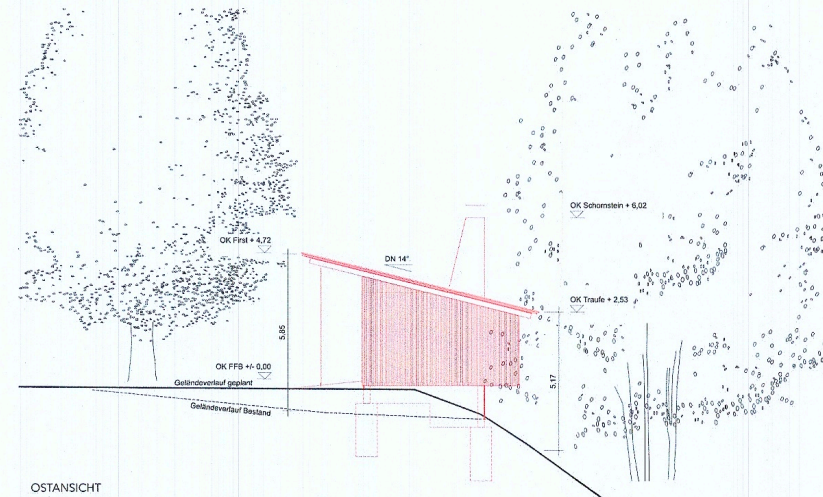 OK Schornstein + 6,02
OK First + 4,72
DN 14°
OK Traufe + 2,53
5,85
OK FFB +/- 0,00
Geländeverlauf geplant
5,17
Geländeverlauf Bestand
OSTANSICHT